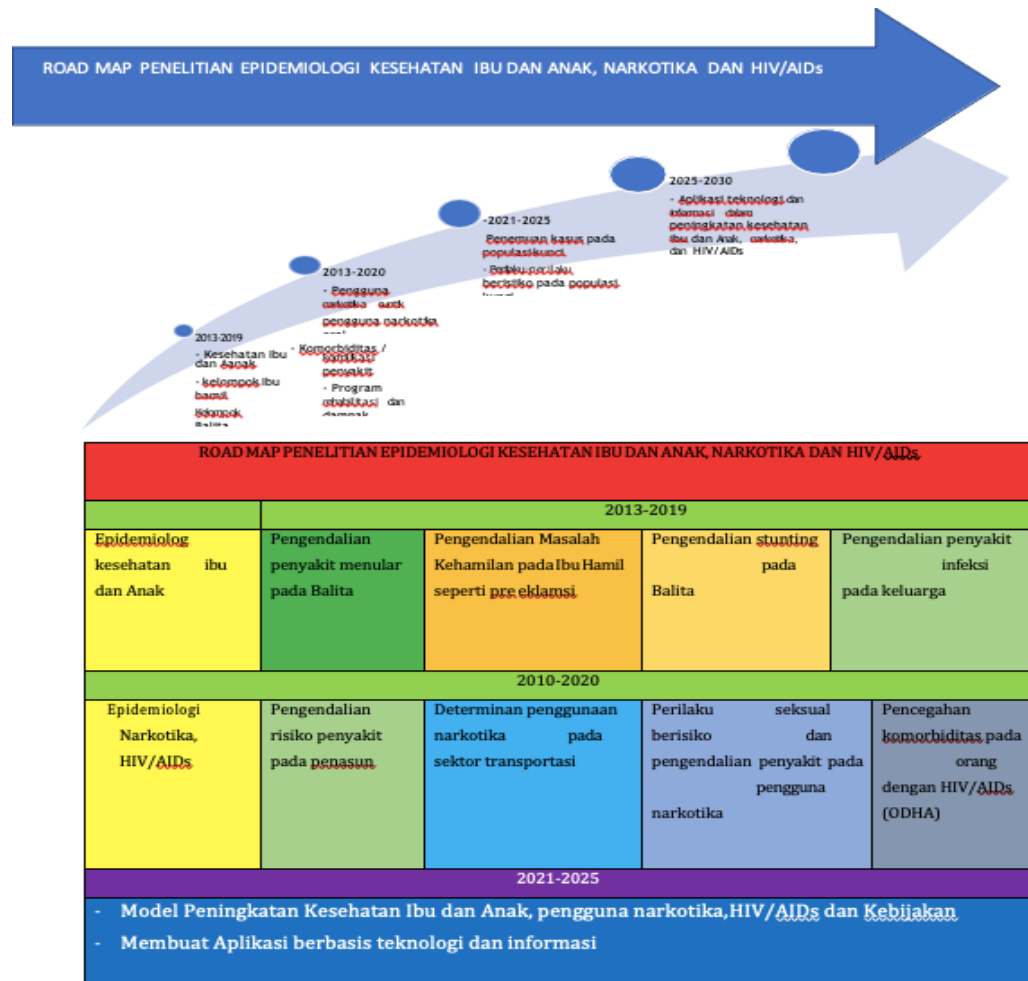 ROAD MAP PENELITIAN EPIDEMIOLOGI KESEHATAN IBU DAN ANAK, NARKOTIKA DAN HIV/AIDs
2025-2030
- Aplikasi teknologi dan
informasi dalam
peningkatan kesehatan
Ibu dan Anak, narkotika,
dan HIV/AIDs
-2021-2025
Penemuan kasus pada
populasikunci
- Perilaku perilaku
berisiko pada populasi
2013-2020
- Pengguna
narkotika suntik
pengguna narkotika
- Komorbiditas /
komlikasi
penyakit
- Program
rehabilitasi dan
dampak
2013-2019
- Kesehatan Ibu
dan Aanak
- kelompok Ibu
hamil
Kelompok
Balita
ROAD MAP PENELITIAN EPIDEMIOLOGI KESEHATAN IBU DAN ANAK, NARKOTIKA DAN HIV/AIDs
2013-2019
Epidemiolog
kesehatan ibu
dan Anak
Pengendalian
penyakit menular
pada Balita
Pengendalian Masalah
Kehamilan pada Ibu Hamil
seperti pre eklamsi
Pengendalian stunting
pada
Balita
Pengendalian penyakit
infeksi
pada keluarga
2010-2020
Epidemiologi
Narkotika,
HIV/AIDs
Pengendalian
risiko penyakit
pada penasun
Determinan penggunaan
narkotika pada
sektor transportasi
Perilaku seksual
berisiko dan
pengendalian penyakit pada
pengguna
narkotika
Pencegahan
komorbiditas pada
orang
dengan HIV/AIDs
(ODHA)
2021-2025
- Model Peningkatan Kesehatan Ibu dan Anak, pengguna narkotika,HIV/AIDs dan Kebijakan
- Membuat Aplikasi berbasis teknologi dan informasi